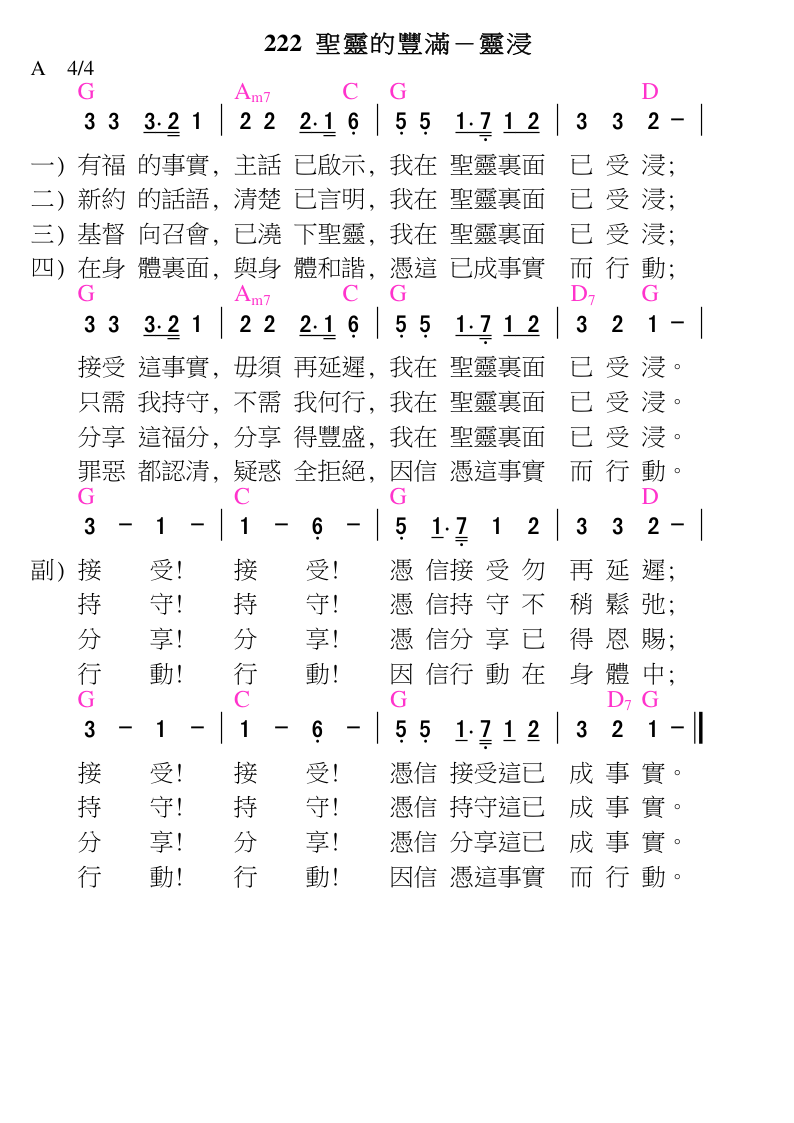 222 聖靈的豐滿－靈浸
A 4/4
G Am7 C G D
3 3 3· 2 1 | 2 2 2· 1 6 | 5 5 1· 7 1 2 | 3 3 2 － |
一) 有福 的事實, 主話 已啟示, 我在 聖靈裏面 已 受 浸;
二) 新約 的話語, 清楚 已言明, 我在 聖靈裏面 已 受 浸;
三) 基督 向召會, 已澆 下聖靈, 我在 聖靈裏面 已 受 浸;
四) 在身 體裏面, 與身 體和諧, 憑這 已成事實 而 行 動;
G Am7 C G D7 G
3 3 3· 2 1 | 2 2 2· 1 6 | 5 5 1· 7 1 2 | 3 2 1 － |
接受 這事實, 毋須 再延遲, 我在 聖靈裏面 已 受 浸。
只需 我持守, 不需 我何行, 我在 聖靈裏面 已 受 浸。
分享 這福分, 分享 得豐盛, 我在 聖靈裏面 已 受 浸。
罪惡 都認清, 疑惑 全拒絕, 因信 憑這事實 而 行 動。
G C G D
3 － 1 － | 1 － 6 － | 5 1· 7 1 2 | 3 3 2 － |
副) 接 受! 接 受! 憑 信接 受 勿 再 延 遲;
持 守! 持 守! 憑 信持 守 不 稍 鬆 弛;
分 享! 分 享! 憑 信分 享 已 得 恩 賜;
行 動! 行 動! 因 信行 動 在 身 體 中;
G C G D7 G
3 － 1 － | 1 － 6 － | 5 5 1· 7 1 2 | 3 2 1 － ||
接 受! 接 受! 憑信 接受這已 成 事 實。
持 守! 持 守! 憑信 持守這已 成 事 實。
分 享! 分 享! 憑信 分享這已 成 事 實。
行 動! 行 動! 因信 憑這事實 而 行 動。